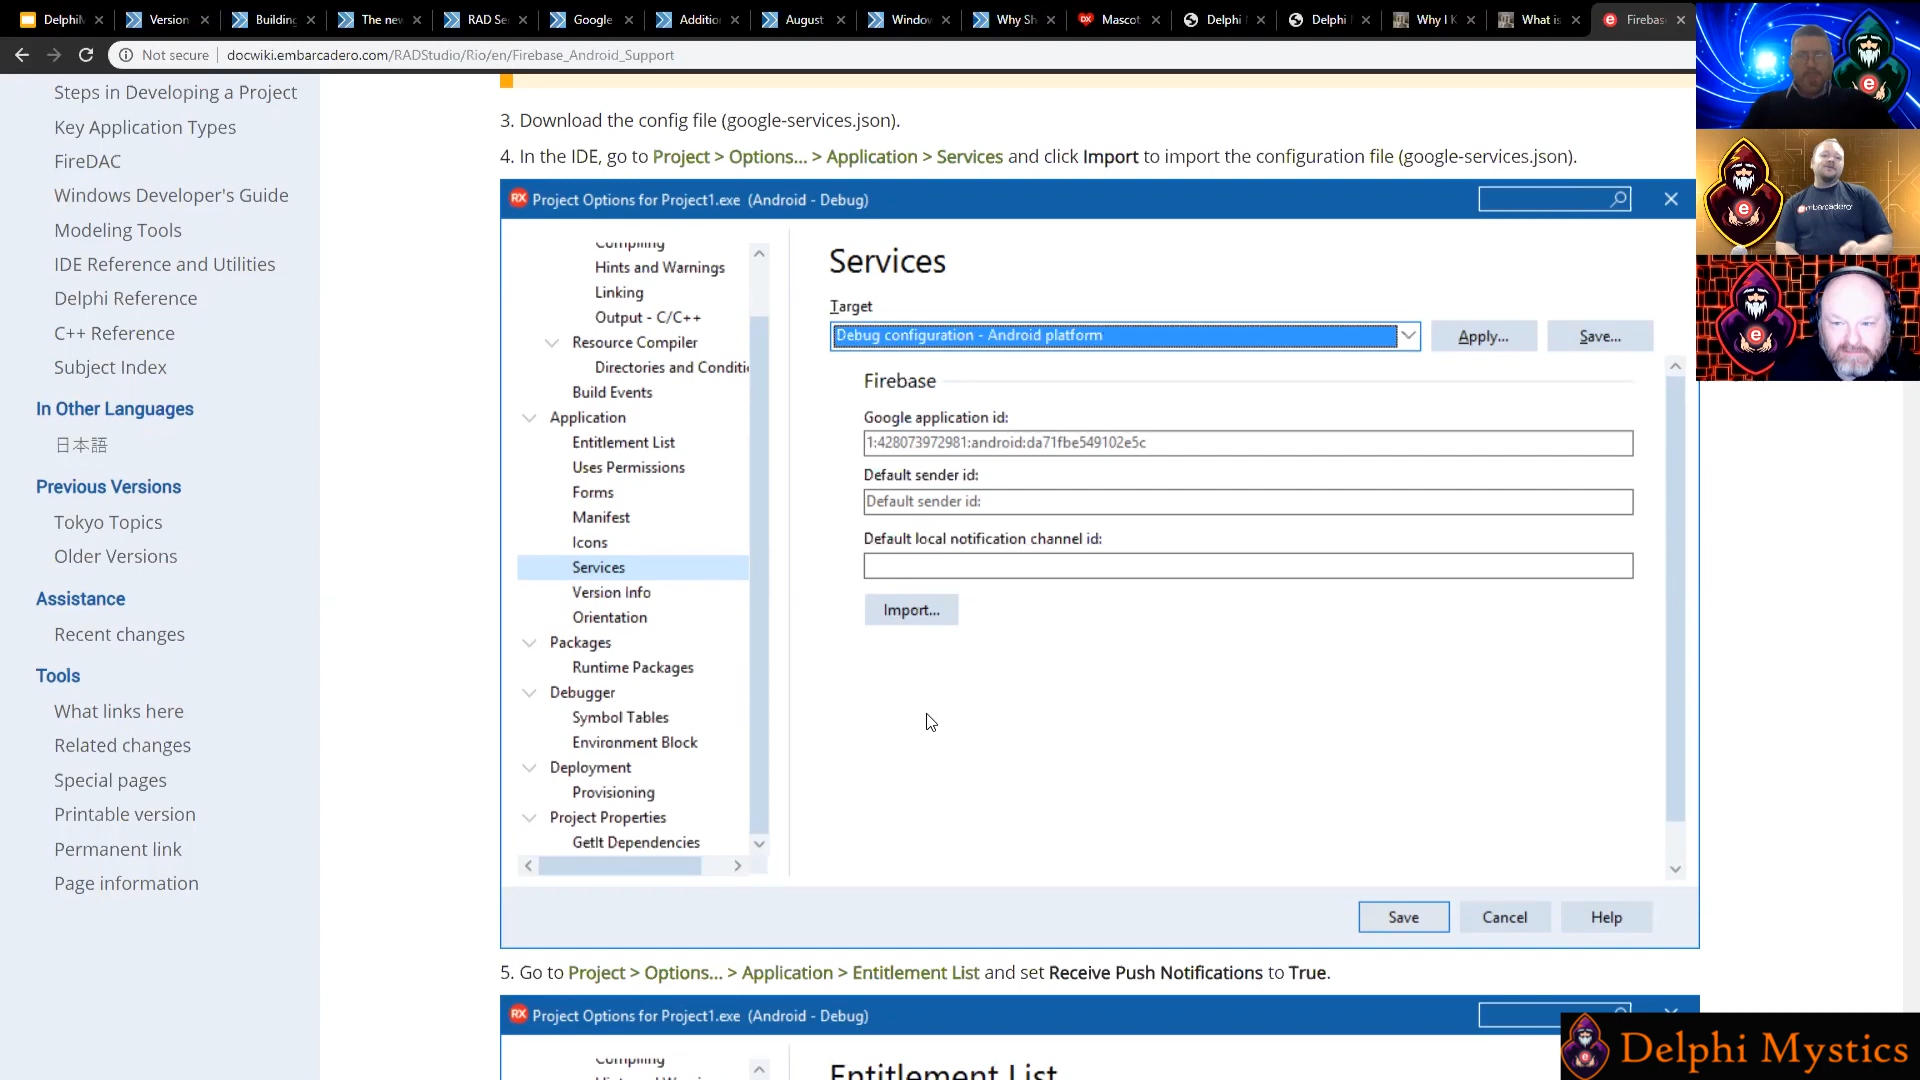 Delphi M
Version
Building
The new
RAD Se
Google
Additio
August
Window
Why Sh
Mascot
Delphi
Delphi
Why I K
What is
Firebas
Not secure
docwiki.embarcadero.com/RADStudio/Rio/en/Firebase_Android_Support
Steps in Developing a Project
Key Application Types
FireDAC
Windows Developer's Guide
Modeling Tools
IDE Reference and Utilities
Delphi Reference
C++ Reference
Subject Index
In Other Languages
日本語
Previous Versions
Tokyo Topics
Older Versions
Assistance
Recent changes
Tools
What links here
Related changes
Special pages
Printable version
Permanent link
Page information
3. Download the config file (google-services.json).
4. In the IDE, go to Project > Options... > Application > Services and click Import to import the configuration file (google-services.json).
RX Project Options for Project1.exe (Android - Debug)
Compiling
Hints and Warnings
Linking
Output - C/C++
Resource Compiler
Directories and Conditi
Build Events
Application
Entitlement List
Uses Permissions
Forms
Manifest
Icons
Services
Version Info
Orientation
Packages
Runtime Packages
Debugger
Symbol Tables
Environment Block
Deployment
Provisioning
Project Properties
GetIt Dependencies
Services
Target
Debug configuration - Android platform
Apply...
Save...
Firebase
Google application id:
1:428073972981:android:da71fbe549102e5c
Default sender id:
Default sender id:
Default local notification channel id:
Import...
Save
Cancel
Help
5. Go to Project > Options... > Application > Entitlement List and set Receive Push Notifications to True.
RX Project Options for Project1.exe (Android - Debug)
Compiling
Entitlement List
embarcadero
Delphi Mystics